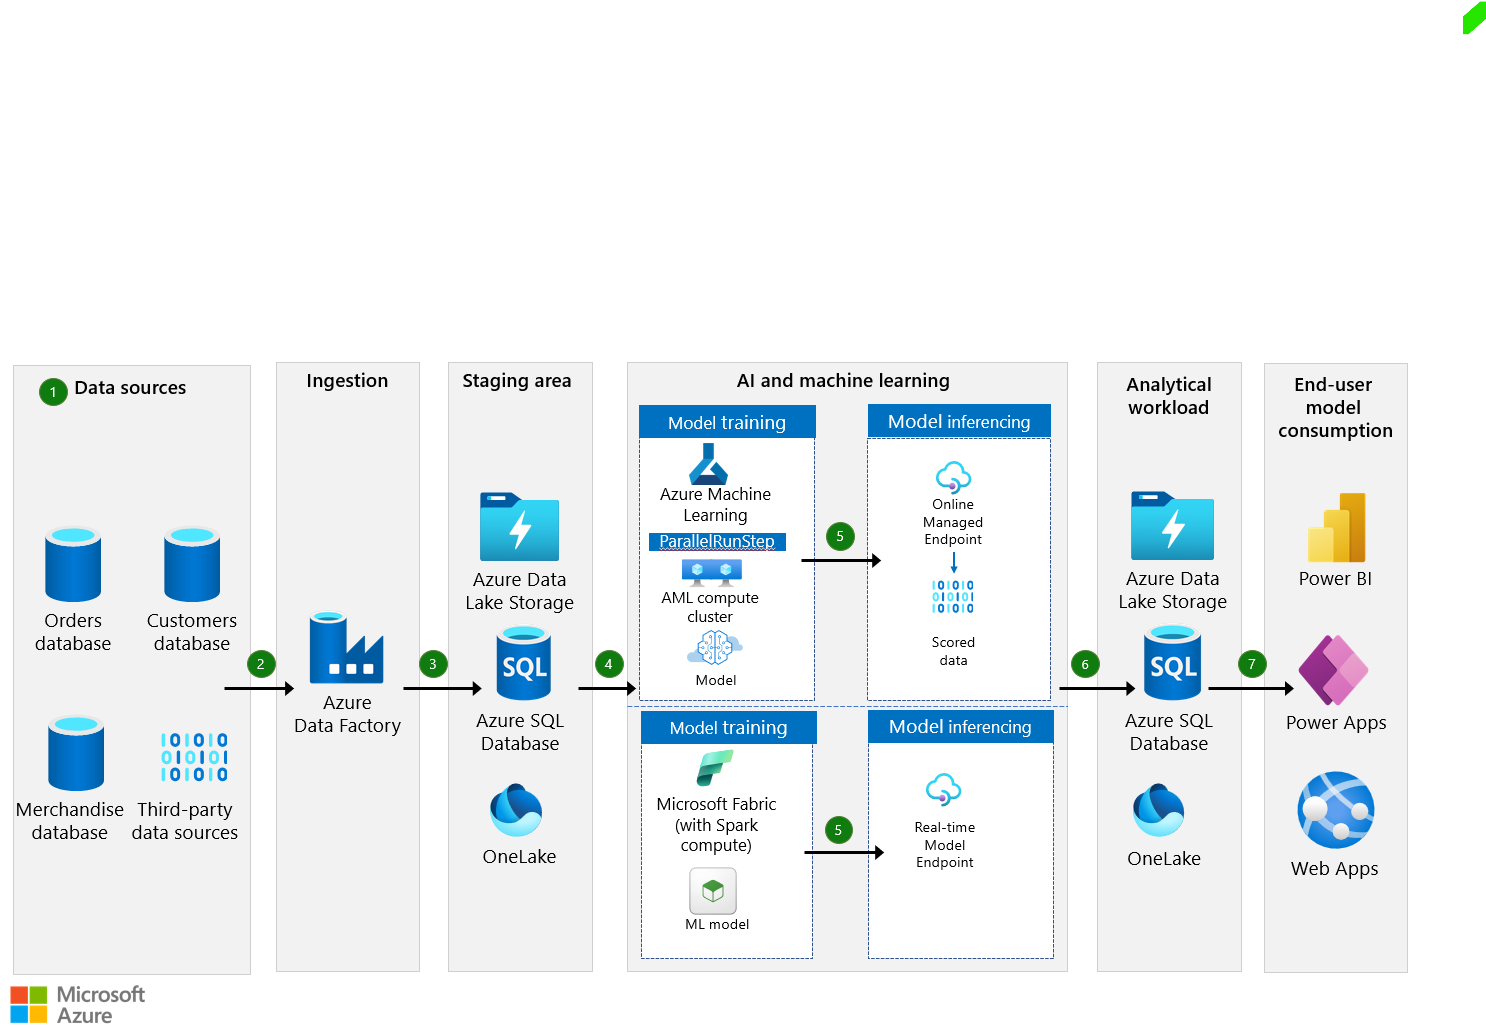 1
Data sources
Orders
database
Customers
database
Merchandise
database
Third-party
data sources
2
Ingestion
Azure
Data Factory
3
Staging area
Azure Data
Lake Storage
SQL
Azure SQL
Database
OneLake
4
AI and machine learning
Model training
Azure Machine
Learning
ParallelRunStep
AML compute
cluster
Model
5
Model inferencing
Online
Managed
Endpoint
Scored
data
Model training
Microsoft Fabric
(with Spark
compute)
ML model
5
Model inferencing
Real-time
Model
Endpoint
6
Analytical
workload
Azure Data
Lake Storage
SQL
Azure SQL
Database
OneLake
7
End-user
model
consumption
Power BI
Power Apps
Web Apps
Microsoft
Azure